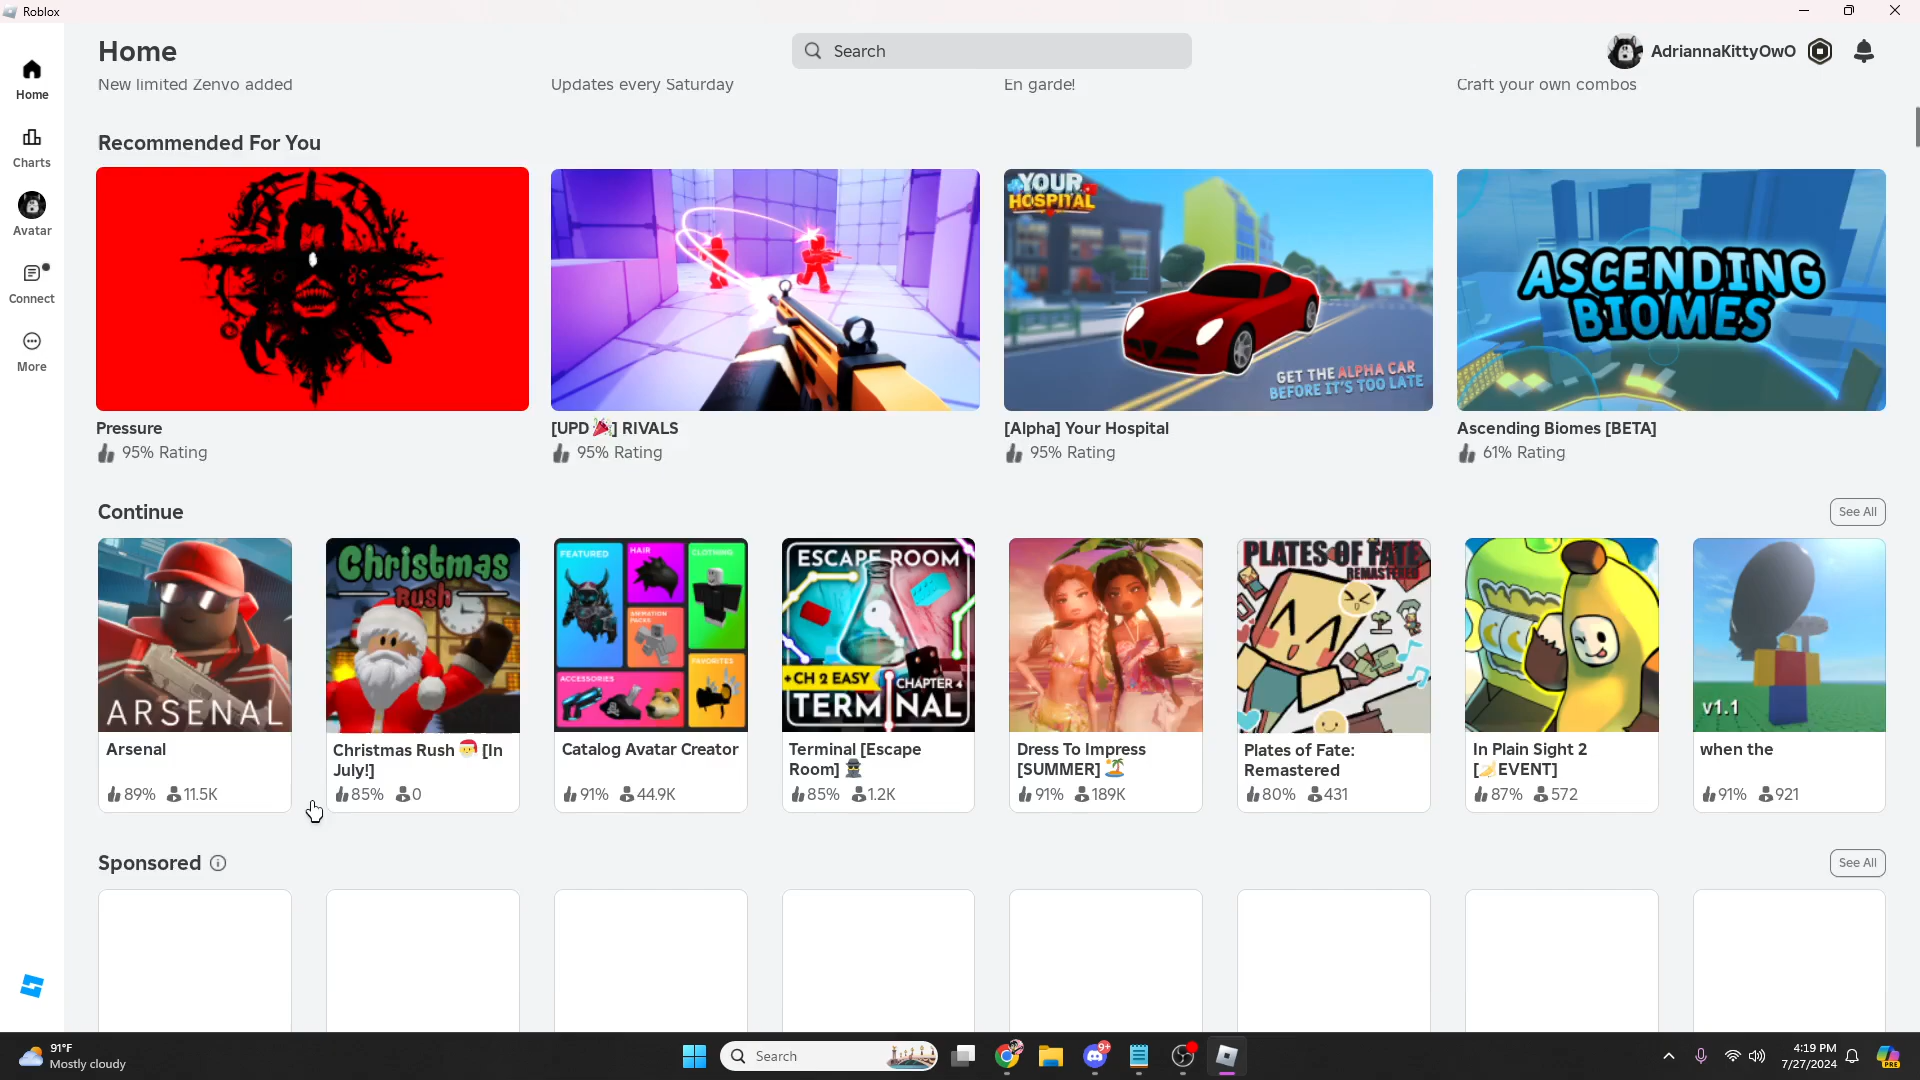 Roblox
Home
Search
AdriannaKittyOwO
New limited Zenvo added
Updates every Saturday
En garde!
Craft your own combos
Home
Charts
Avatar
Connect
More
Recommended For You
YOUR
HOSPITAL
GET THE ALPHA CAR
BEFORE IT'S TOO LATE
ASCENDING
BIOMES
Pressure
95% Rating
[UPD 🎉] RIVALS
95% Rating
[Alpha] Your Hospital
95% Rating
Ascending Biomes [BETA]
61% Rating
Continue
See All
ARSENAL
Christmas
Rush
FEATURED
HAIR
CLOTHING
ANIMATION
PACKS
ACCESSORIES
FAVORITES
ESCAPE ROOM
+CH 2 EASY
CHAPTER 4
TERMINAL
PLATES OF FATE
REMASTERED
v1.1
Arsenal
89% 11.5K
Christmas Rush 🎅 [In
July!]
85% 0
Catalog Avatar Creator
91% 44.9K
Terminal [Escape
Room] 🕵️
85% 1.2K
Dress To Impress
[SUMMER] 🏝️
91% 189K
Plates of Fate:
Remastered
80% 431
In Plain Sight 2
[🍌EVENT]
87% 572
when the
91% 921
Sponsored
See All
91°F
Mostly cloudy
Search
9+
4:19 PM
7/27/2024
PRE